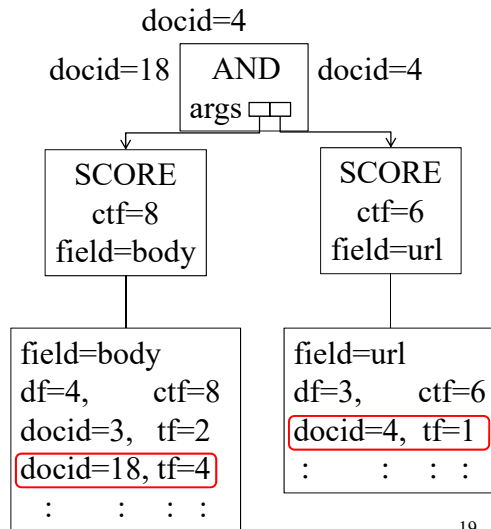 docid=4
docid=18
AND
args
docid=4
SCORE
ctf=8
field=body
SCORE
ctf=6
field=url
field=body
df=4, ctf=8
docid=3, tf=2
docid=18, tf=4
: : : :
field=url
df=3, ctf=6
docid=4, tf=1
: : : :
19